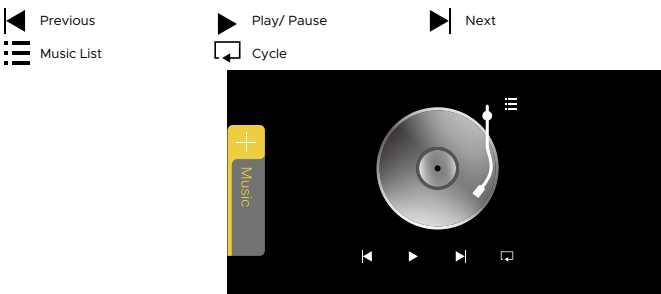 Previous
Play/ Pause
Next
Music List
Cycle
Music